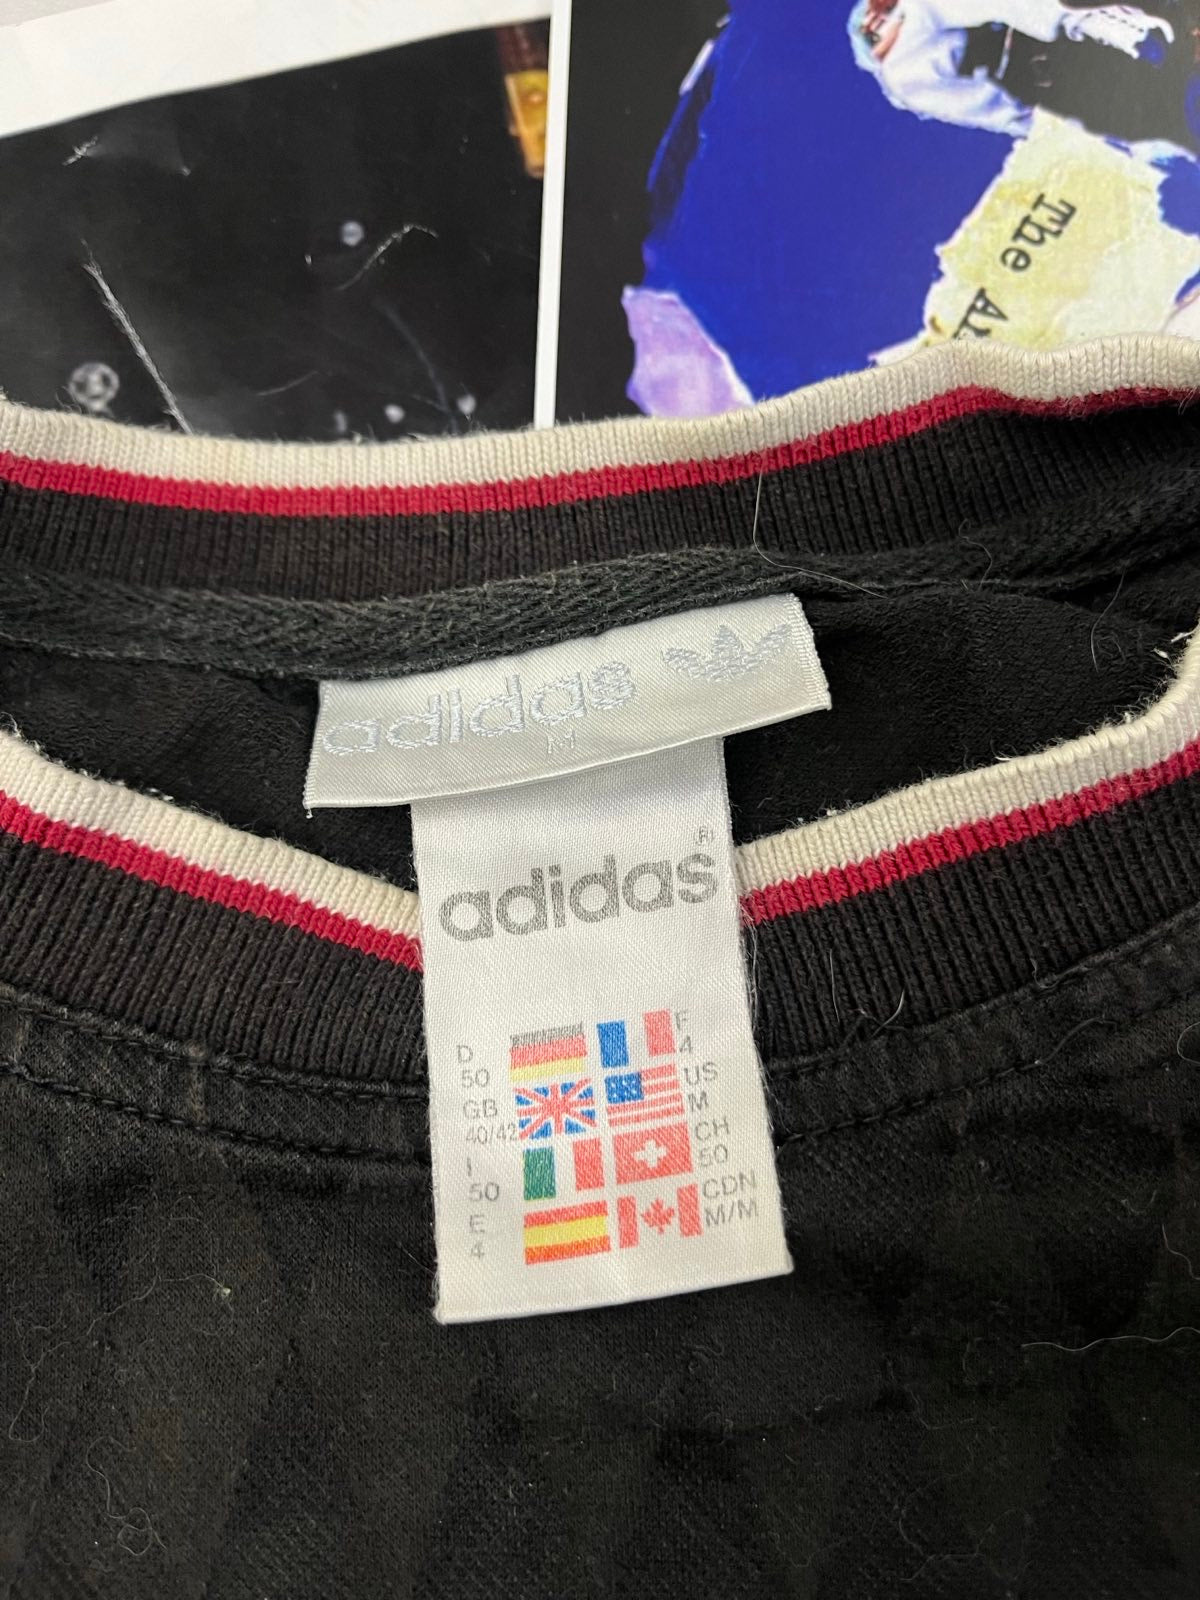 The
adidas
M
adidas®
D
50
F
4
GB
40/42
US
M
I
50
CH
50
E
4
CDN
M/M